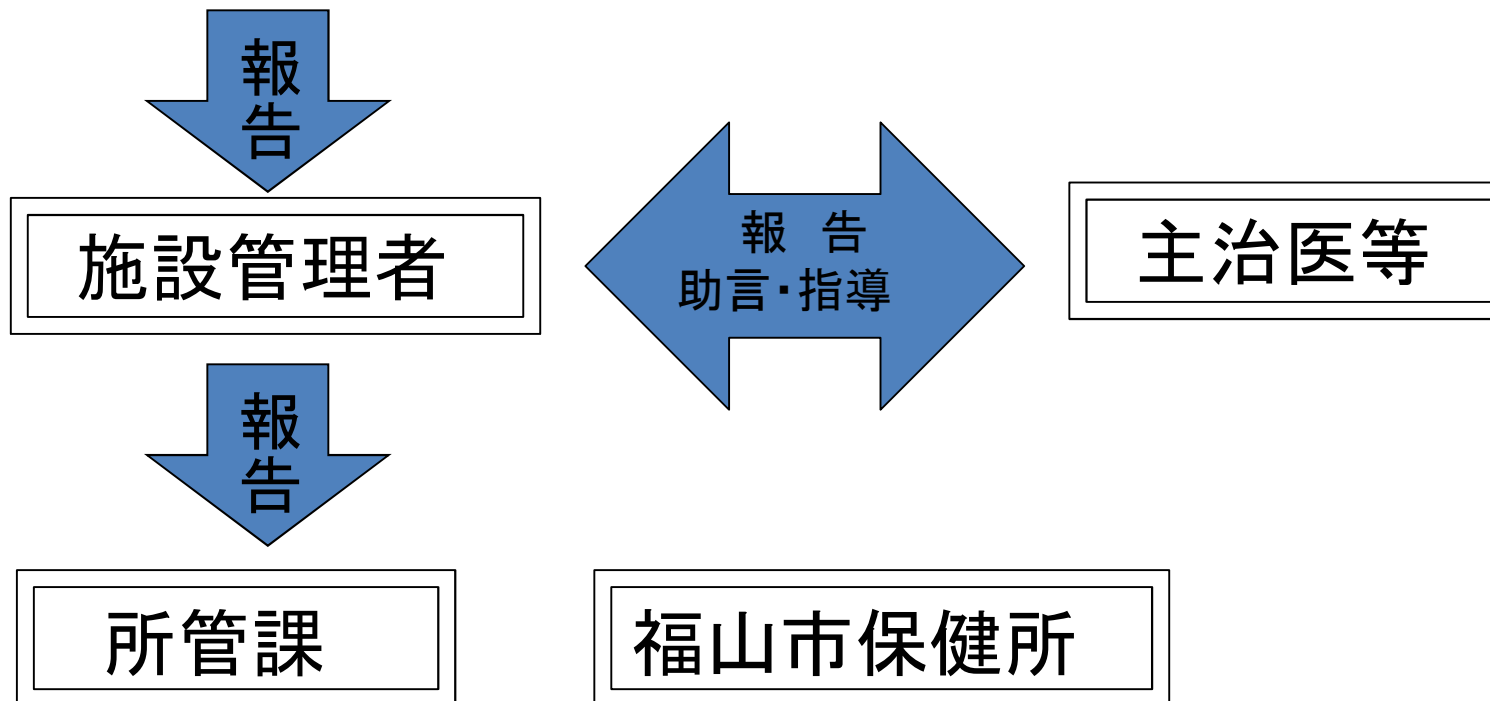 報告
施設管理者
報 告
助言・指導
主治医等
報告
所管課
福山市保健所